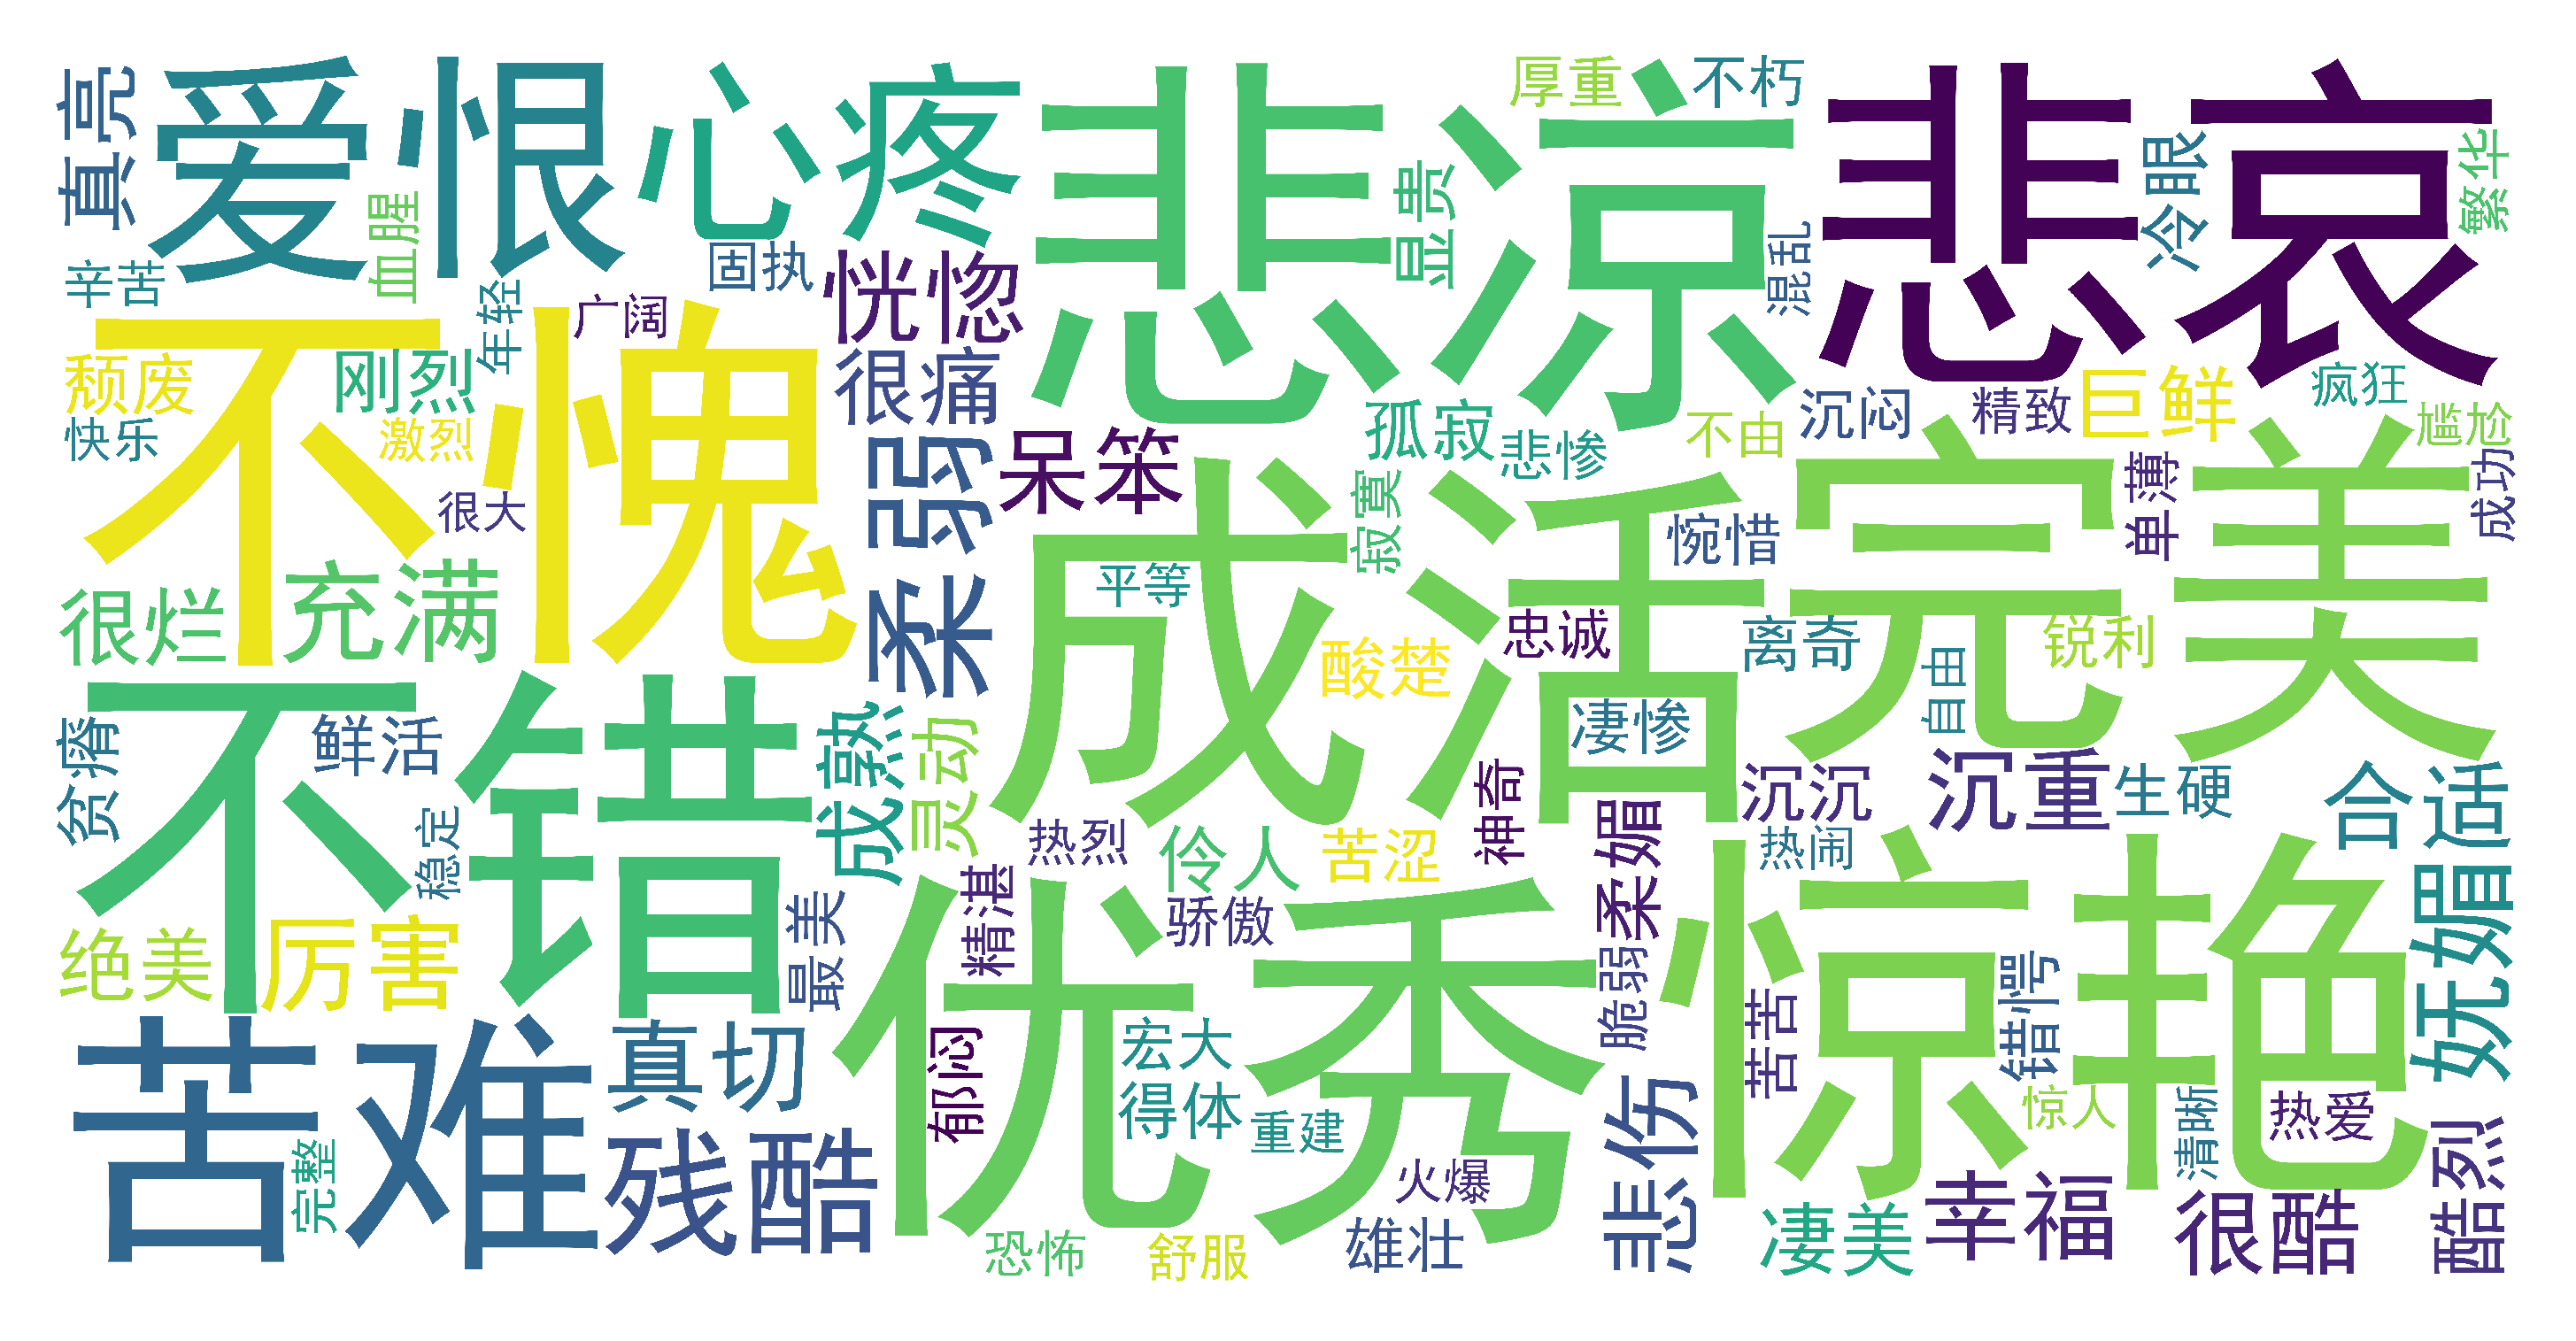 真亮
爱恨
心疼
悲凉
厚重
不朽
悲哀
冷眼
繁华
血腥
辛苦
年轻
广阔
固执
恍惚
显贵
混乱
不愧
颓废
刚烈
快乐
激烈
很大
很痛
柔弱
呆笨
孤寂
悲惨
不由
沉闷
精致
巨鲜
疯狂
尴尬
单薄
成功
寂寞
成活
完美
惋惜
平等
忠诚
酸楚
离奇
锐利
自由
很烂
充满
不错
贫瘠
鲜活
成熟
灵动
凄惨
沉沉
沉重
生硬
合适
稳定
热烈
伶人
苦涩
神奇
柔媚
热闹
妩媚
绝美
厉害
最美
精湛
骄傲
优秀
惊艳
脆弱
苦苦
错愕
苦难
真切
郁闷
宏大
得体
重建
悲伤
惊人
清晰
热爱
酷烈
完整
残酷
恐怖
舒服
火爆
雄壮
凄美
幸福
很酷